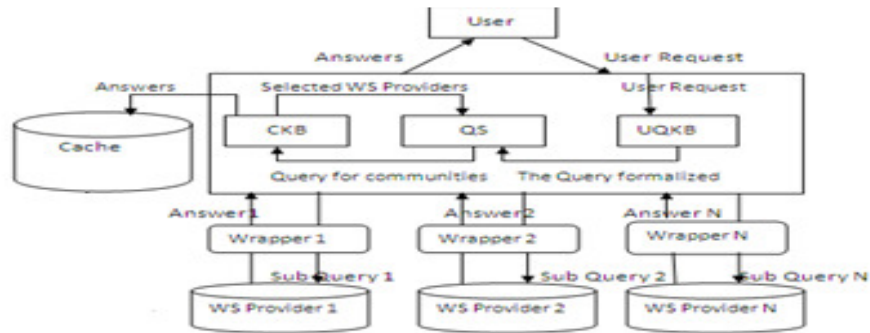 User
Answers
User Request
Answers
Selected WS Providers
User Request
CKB
QS
UQKB
Cache
Query for communities
The Query formalized
Answer1
Answer2
Answer N
Wrapper 1
Wrapper 2
Wrapper N
Sub Query 1
Sub Query 2
Sub Query N
WS Provider 1
WS Provider 2
WS Provider N